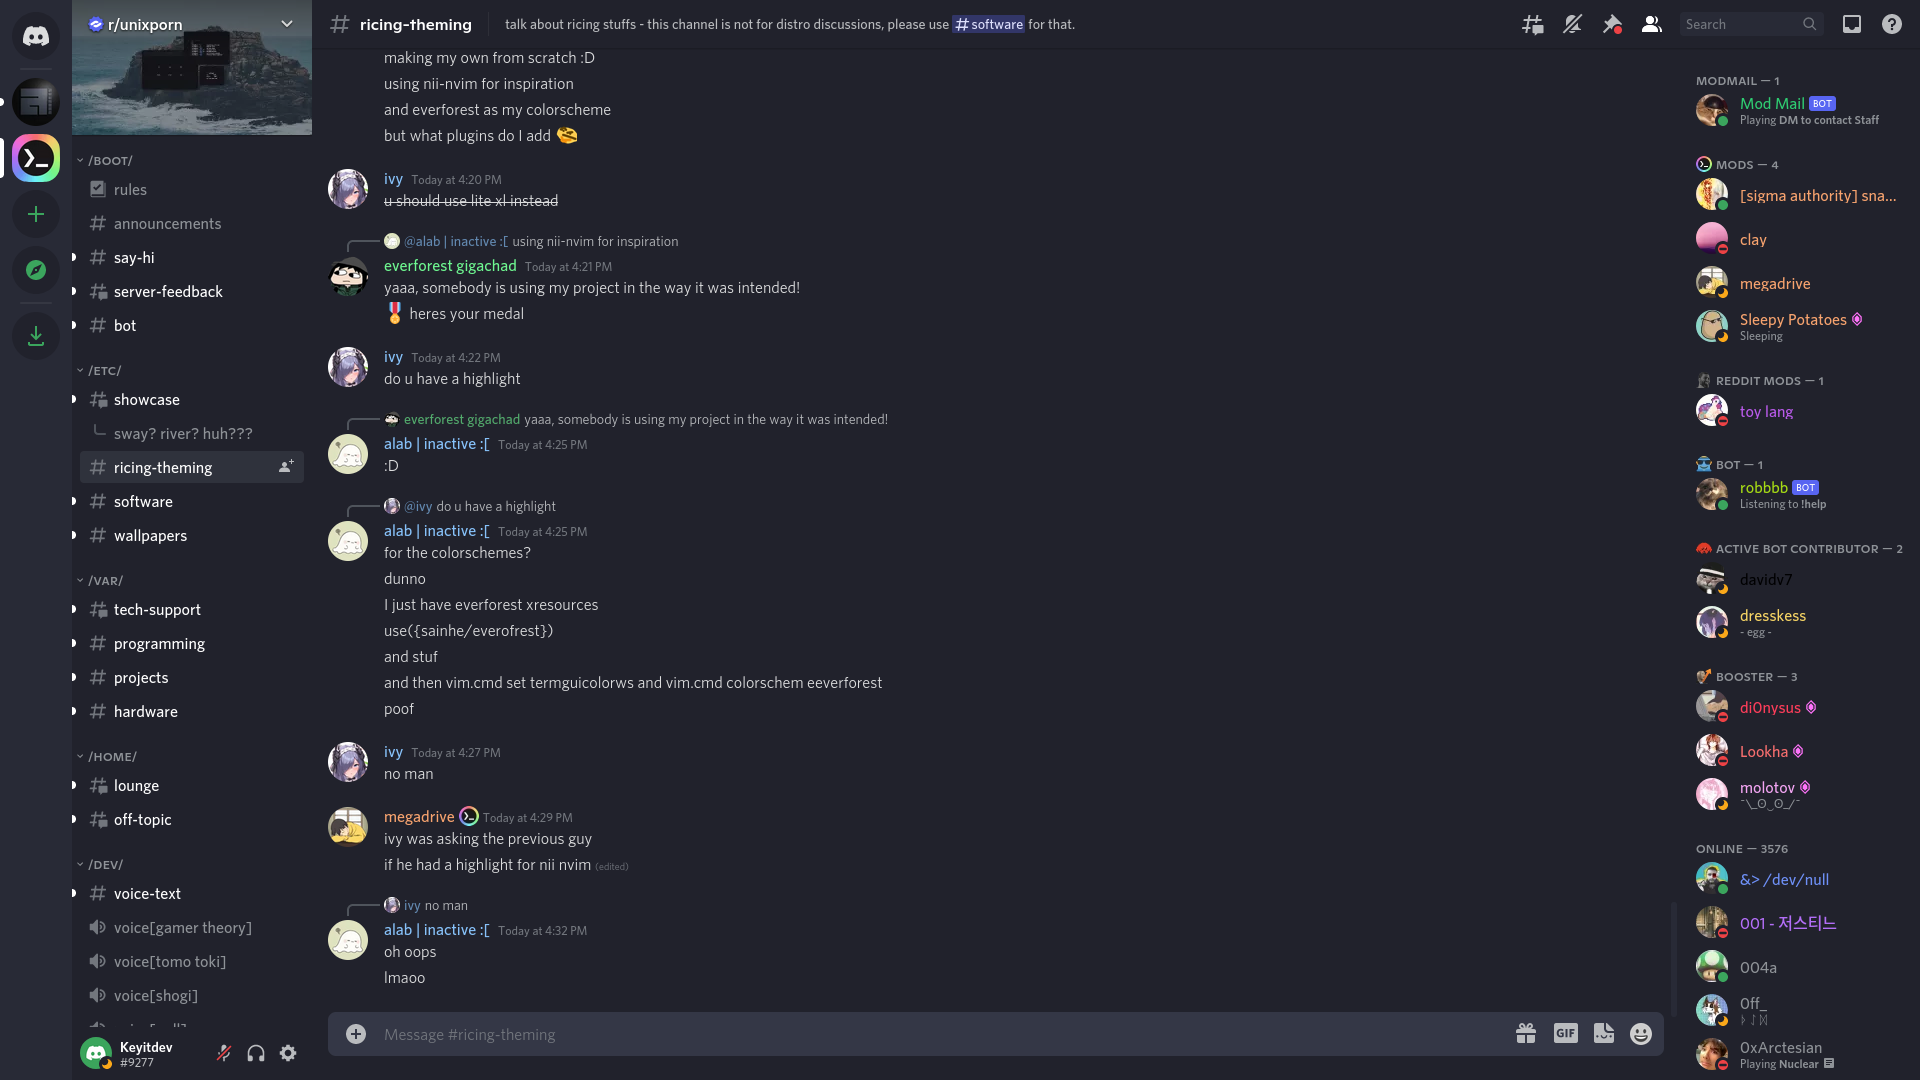 r/unixporn
/BOOT/
rules
announcements
say-hi
server-feedback
bot
/ETC/
showcase
sway? river? huh???
ricing-theming
software
wallpapers
/VAR/
tech-support
programming
projects
hardware
/HOME/
lounge
off-topic
/DEV/
voice-text
voice[gamer theory]
voice[tomo toki]
voice[shogi]
Keyitdev
#9277
ricing-theming
talk about ricing stuffs - this channel is not for distro discussions, please use #software for that.
Search
making my own from scratch :D
using nii-nvim for inspiration
and everforest as my colorscheme
but what plugins do I add
ivy Today at 4:20 PM
u should use lite xl instead
@alab | inactive :[ using nii-nvim for inspiration
everforest gigachad Today at 4:21 PM
yaaa, somebody is using my project in the way it was intended!
🏅 heres your medal
ivy Today at 4:22 PM
do u have a highlight
everforest gigachad yaaa, somebody is using my project in the way it was intended!
alab | inactive :[ Today at 4:25 PM
:D
@ivy do u have a highlight
alab | inactive :[ Today at 4:25 PM
for the colorschemes?
dunno
I just have everforest xresources
use({sainhe/everofrest})
and stuf
and then vim.cmd set termguicolorws and vim.cmd colorschem eeverforest
poof
ivy Today at 4:27 PM
no man
megadrive Today at 4:29 PM
ivy was asking the previous guy
if he had a highlight for nii nvim (edited)
ivy no man
alab | inactive :[ Today at 4:32 PM
oh oops
lmaoo
Message #ricing-theming
GIF
MODMAIL — 1
Mod Mail BOT
Playing DM to contact Staff
MODS — 4
[sigma authority] sna...
clay
megadrive
Sleepy Potatoes
Sleeping
REDDIT MODS — 1
toy lang
BOT — 1
robbbb BOT
Listening to !help
ACTIVE BOT CONTRIBUTOR — 2
davidv7
dresskess
- egg -
BOOSTER — 3
di0nysus
Lookha
molotov
¯\_ʘ‿ʘ_/¯
ONLINE — 3576
&> /dev/null
001 - 저스티느
004a
0ff_
ᚦᛇᛞ
0xArctesian
Playing Nuclear